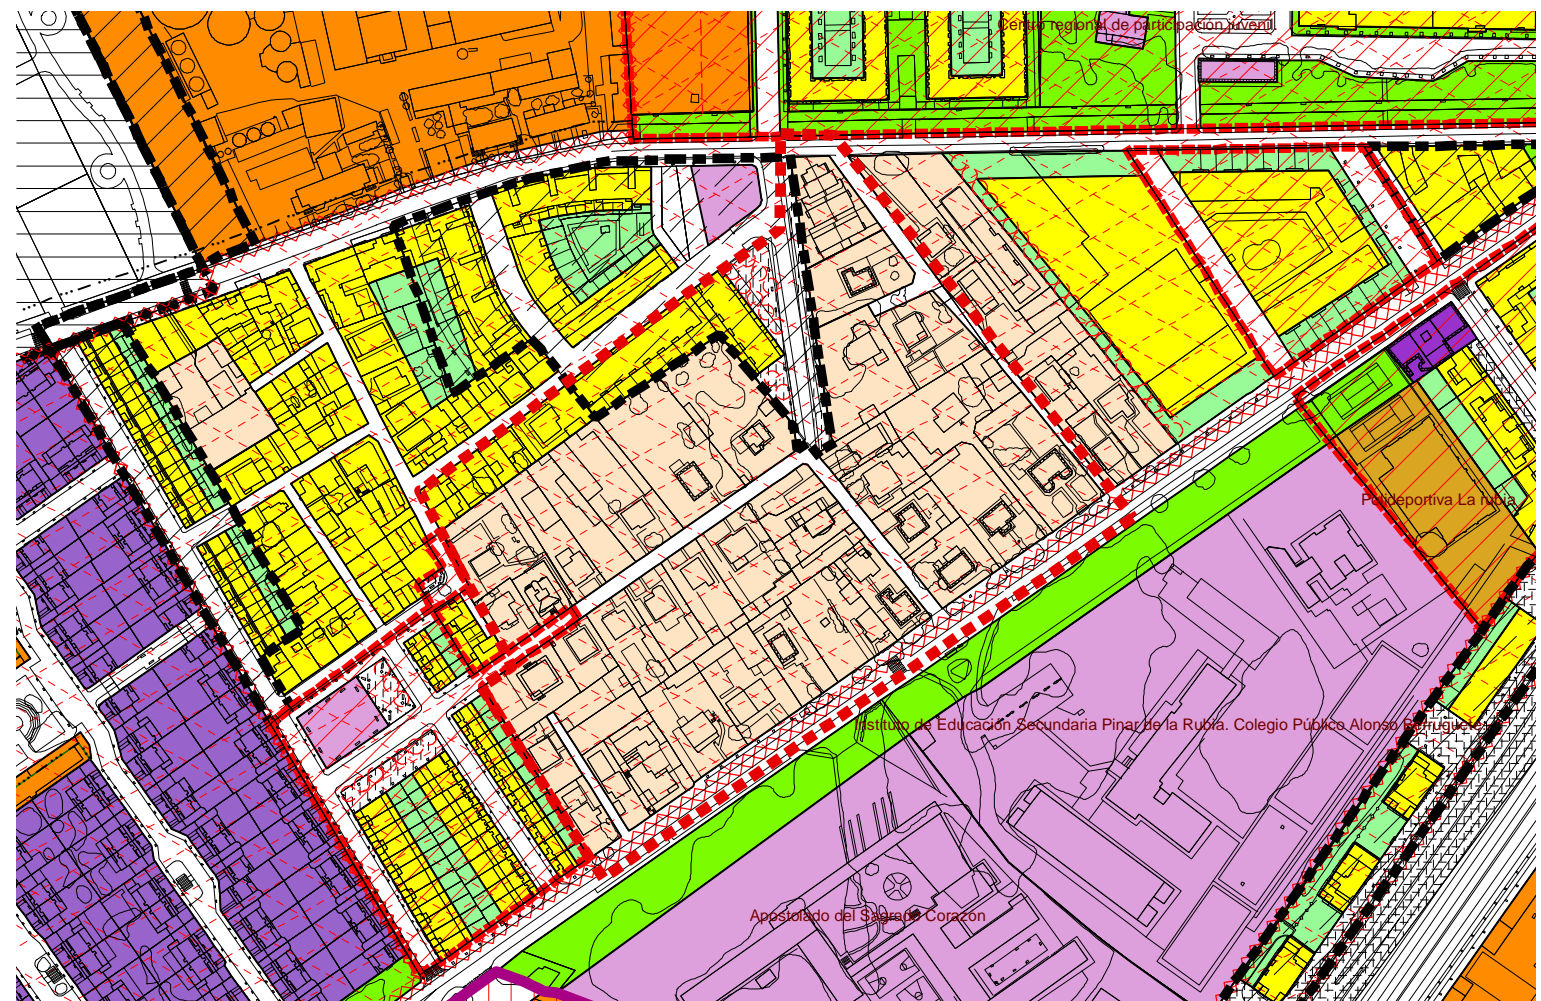 Centro regional de participación juvenil
Polideportiva La rubia
Instituto de Educación Secundaria Pinar de la Rubia. Colegio Público Alonso Berruguete
Apostolado del Sagrado Corazón